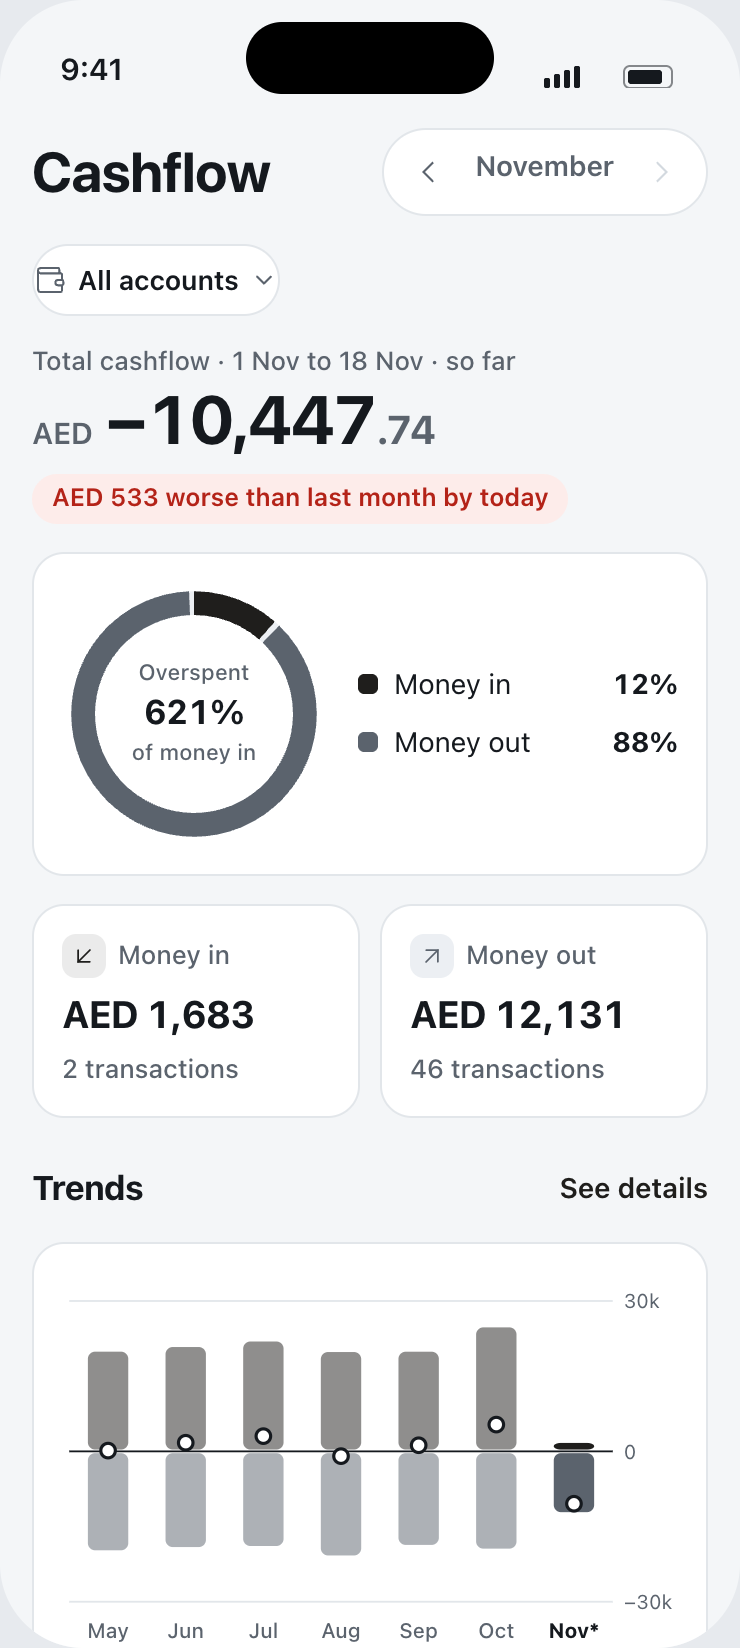 9:41
Cashflow
November
All accounts
Total cashflow · 1 Nov to 18 Nov · so far
AED −10,447.74
AED 533 worse than last month by today
Overspent
621%
of money in
Money in 12%
Money out 88%
Money in
AED 1,683
2 transactions
Money out
AED 12,131
46 transactions
Trends
See details
30k
0
−30k
May Jun Jul Aug Sep Oct Nov*